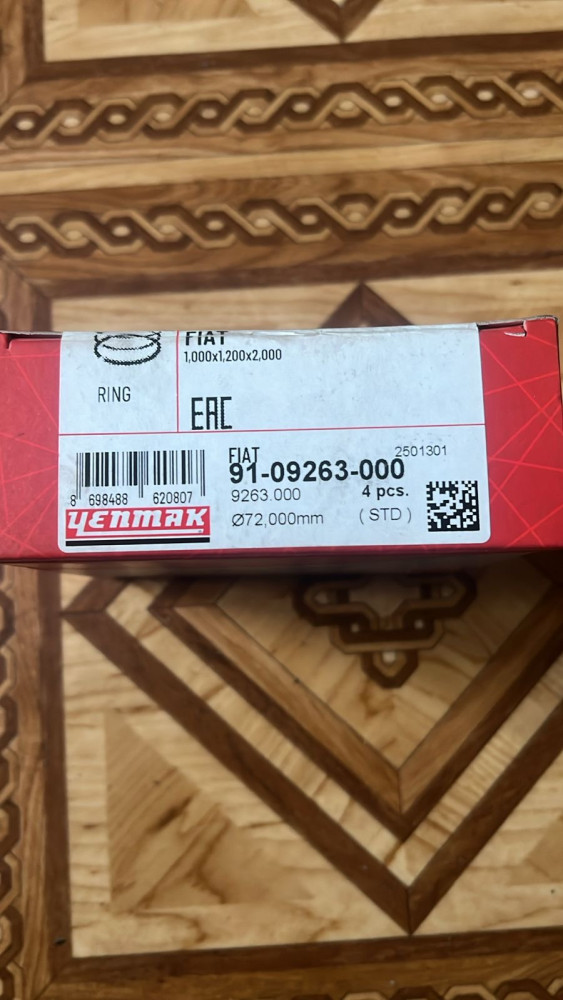 FIAT
1,000x1,200x2,000
RING
EAC
FIAT
2501301
91-09263-000
9263.000
4 pcs.
Ø72,000mm
( STD )
8 698488 620807
YENMAK